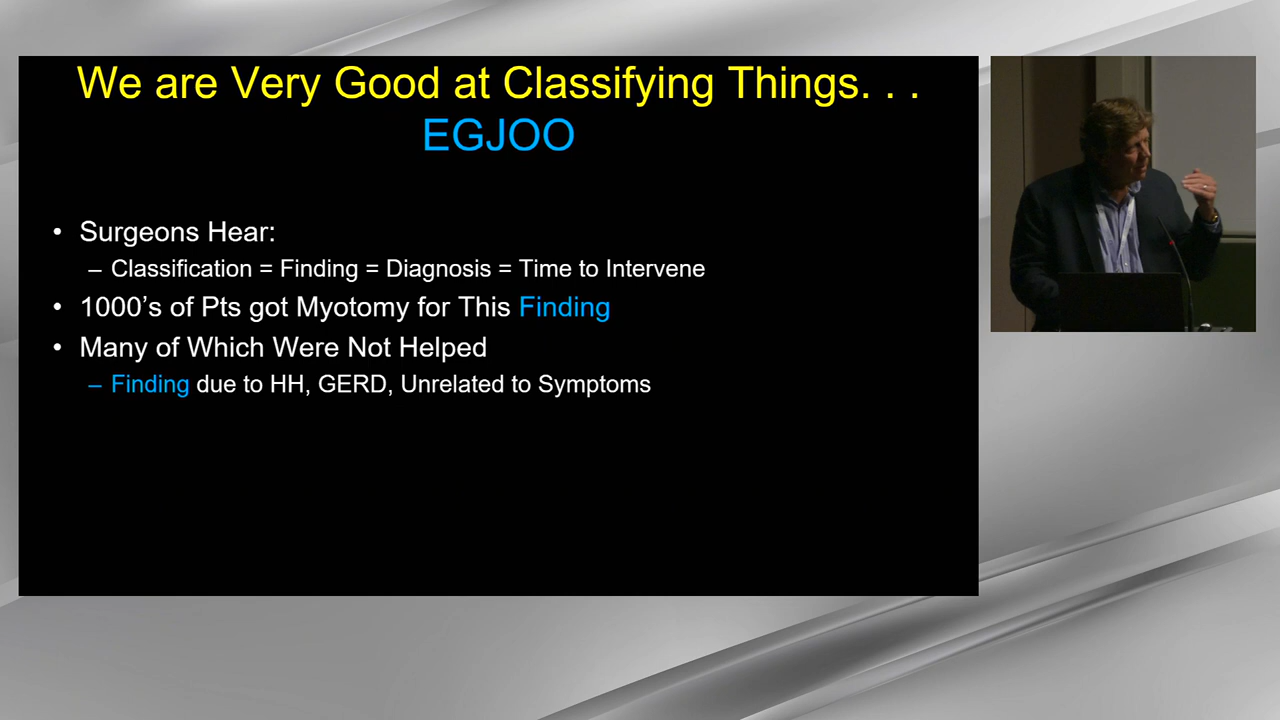 We are Very Good at Classifying Things. . .
EGJOO
• Surgeons Hear:
– Classification = Finding = Diagnosis = Time to Intervene
• 1000’s of Pts got Myotomy for This Finding
• Many of Which Were Not Helped
– Finding due to HH, GERD, Unrelated to Symptoms